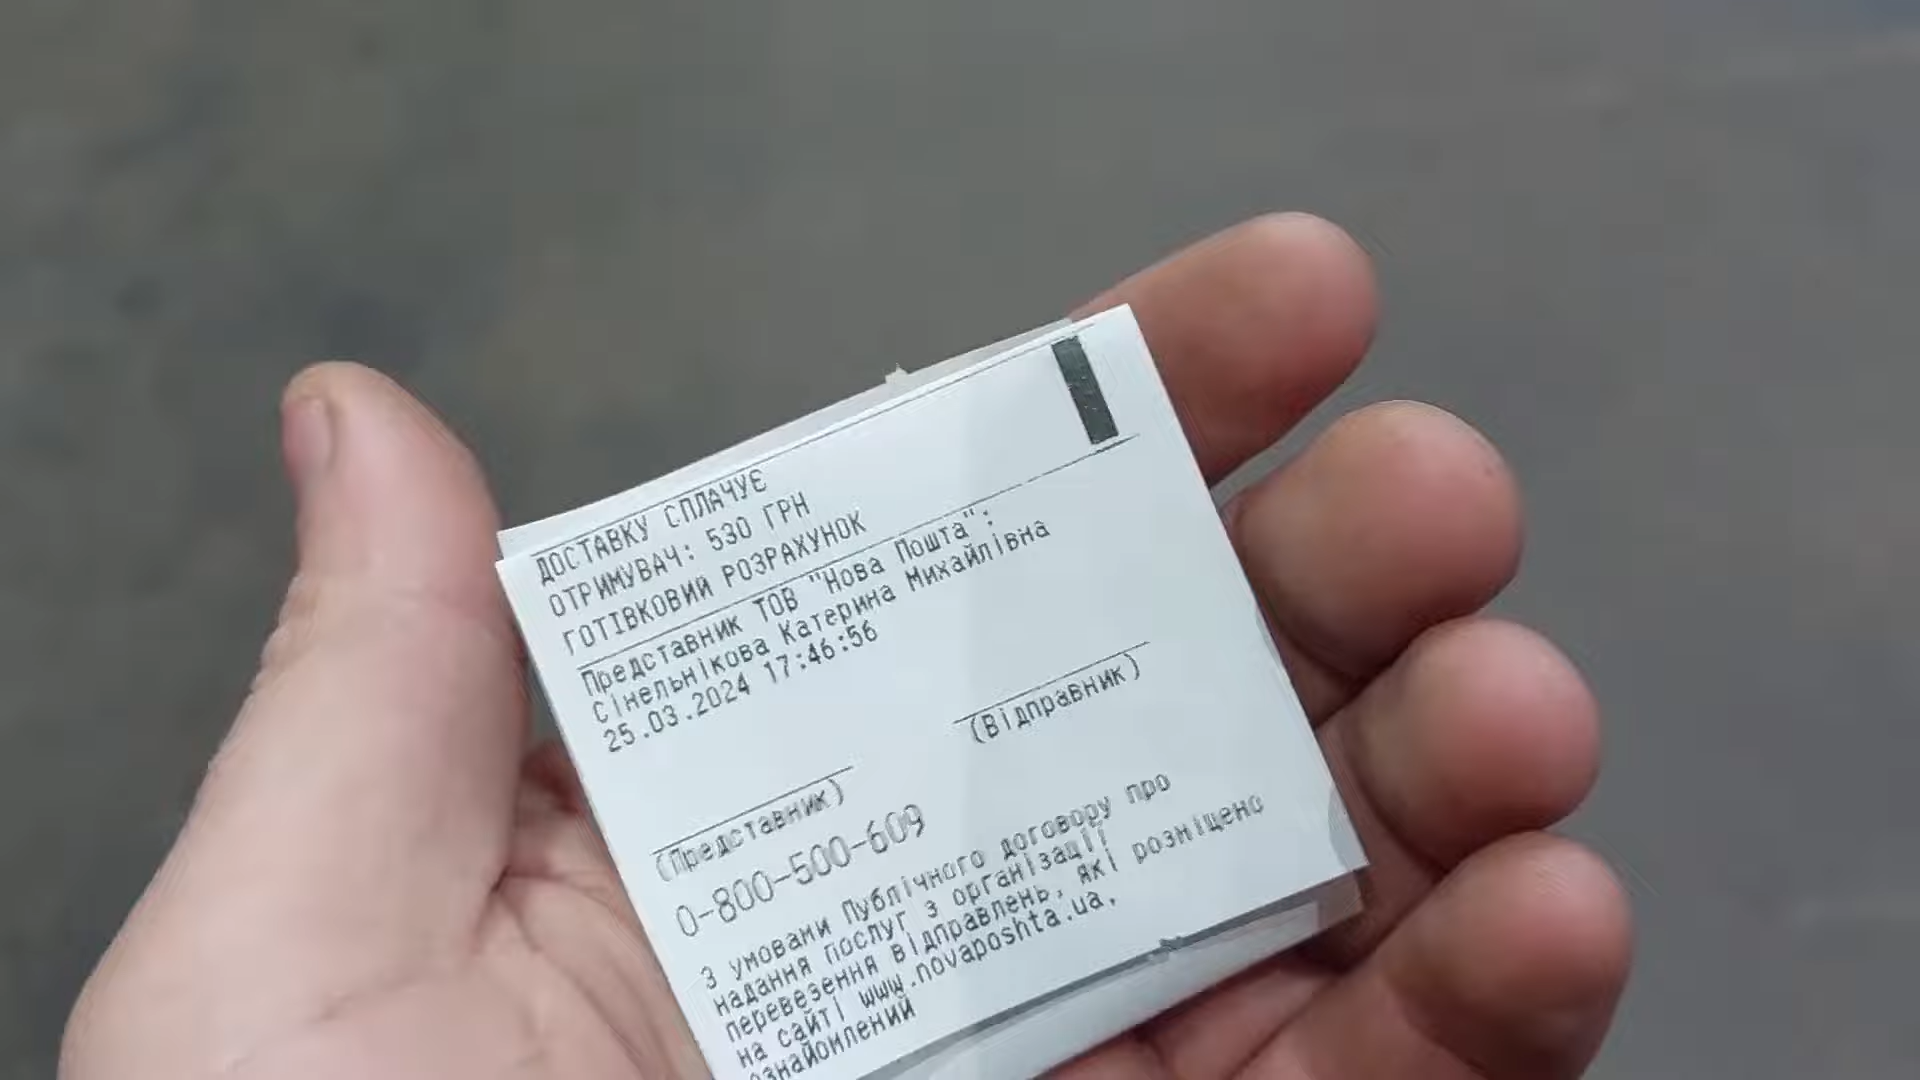 ДОСТАВКУ СПЛАЧУЄ
ОТРИМУВАЧ: 530 ГРН
ГОТІВКОВИЙ РОЗРАХУНОК
Представник ТОВ "Нова Пошта":
Сінельнікова Катерина Михайлівна
25.03.2024 17:46:56
(Відправник)
(Представник)
0-800-500-609
З умовами Публічного договору про
надання послуг з організації
перевезення відправлень, які розміщено
на сайті www.novaposhta.ua,
ознайомлений